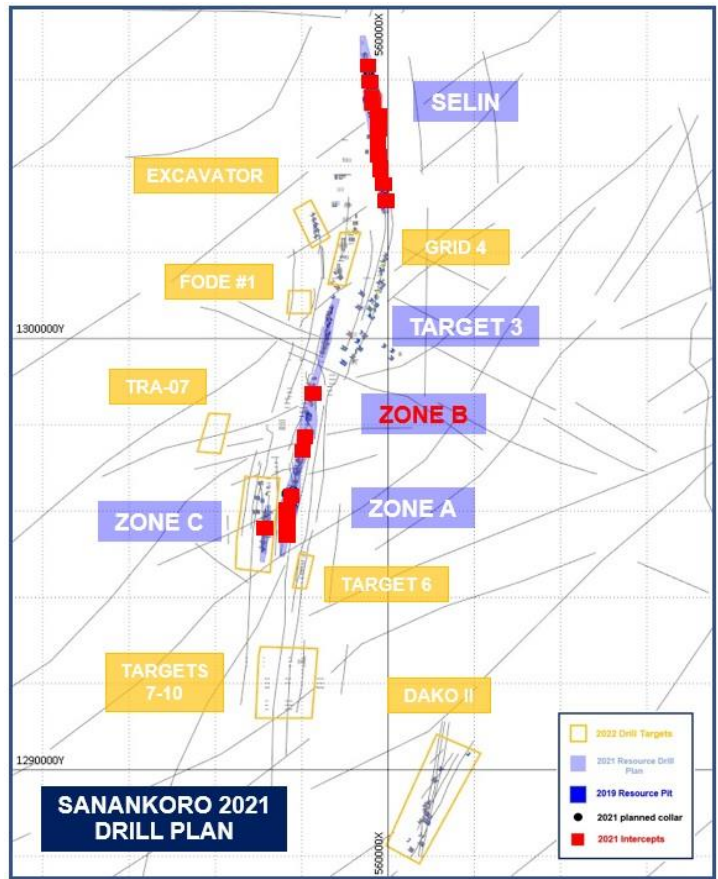 560000X
SELIN
EXCAVATOR
GRID 4
FODE #1
1300000Y
TARGET 3
TRA-07
ZONE B
ZONE C
ZONE A
TARGET 6
TARGETS
7-10
DAKO II
1290000Y
560000X
SANANKORO 2021
DRILL PLAN
2022 Drill Targets
2021 Resource Drill
Plan
2019 Resource Pit
2021 planned collar
2021 Intercepts